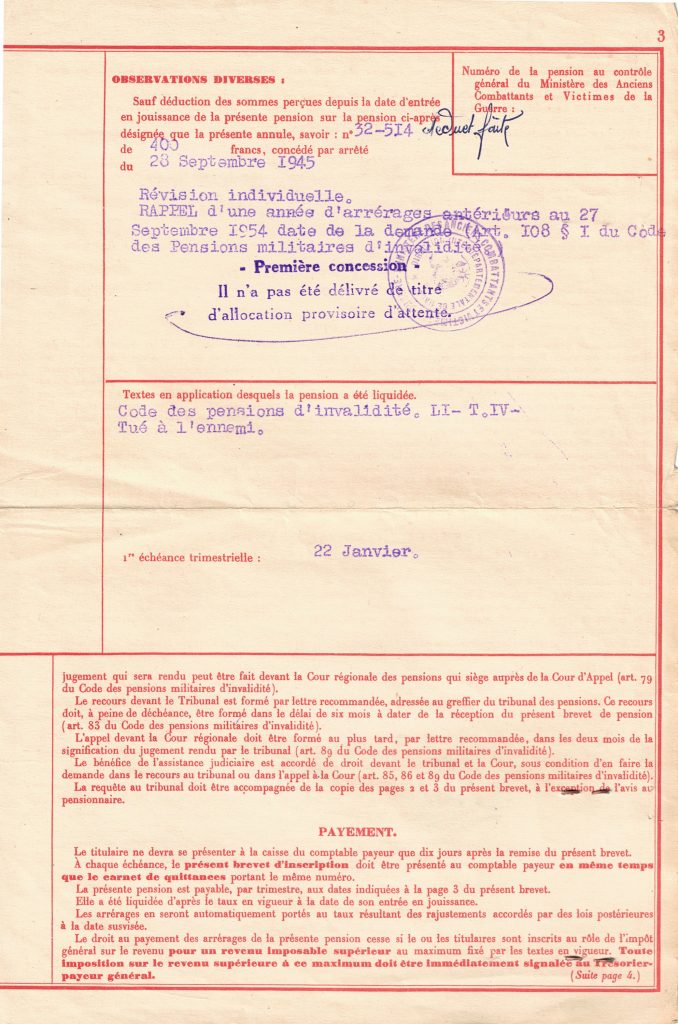 3
OBSERVATIONS DIVERSES :
Sauf déduction des sommes perçues depuis la date d'entrée
en jouissance de la présente pension sur la pension ci-après
désignée que la présente annule, savoir : n° 32-514 deduct. faite
de 400 francs, concédé par arrêté
du 28 Septembre 1945
Numéro de la pension au contrôle
général du Ministère des Anciens
Combattants et Victimes de la
Guerre :
Révision individuelle.
RAPPEL d'une année d'arrérages antérieurs au 27
Septembre I954 date de la demande (Art. I08 § I du Code
des Pensions militaires d'invalidité
- Première concession -
Il n'a pas été délivré de titre
d'allocation provisoire d'attente.
Textes en application desquels la pension a été liquidée.
Code des pensions d'invalidité. LI- T.IV-
Tué à l'ennemi.
1re échéance trimestrielle : 22 Janvier.
jugement qui sera rendu peut être fait devant la Cour régionale des pensions qui siège auprès de la Cour d'Appel (art. 79
du Code des pensions militaires d'invalidité).
Le recours devant le Tribunal est formé par lettre recommandée, adressée au greffier du tribunal des pensions. Ce recours
doit, à peine de déchéance, être formé dans le délai de six mois à dater de la réception du présent brevet de pension
(art. 83 du Code des pensions militaires d'invalidité).
L'appel devant la Cour régionale doit être formé au plus tard, par lettre recommandée, dans les deux mois de la
signification du jugement rendu par le tribunal (art. 89 du Code des pensions militaires d'invalidité).
Le bénéfice de l'assistance judiciaire est accordé de droit devant le tribunal et la Cour, sous condition d'en faire la
demande dans le recours au tribunal ou dans l'appel à la Cour (art. 85, 86 et 89 du Code des pensions militaires d'invalidité).
La requête au tribunal doit être accompagnée de la copie des pages 2 et 3 du présent brevet, à l'exception de l'avis au
pensionnaire.
PAYEMENT.
Le titulaire ne devra se présenter à la caisse du comptable payeur que dix jours après la remise du présent brevet.
À chaque échéance, le présent brevet d'inscription doit être présenté au comptable payeur en même temps
que le carnet de quittances portant le même numéro.
La présente pension est payable, par trimestre, aux dates indiquées à la page 3 du présent brevet.
Elle a été liquidée d'après le taux en vigueur à la date de son entrée en jouissance.
Les arrérages en seront automatiquement portés au taux résultant des rajustements accordés par des lois postérieures
à la date susvisée.
Le droit au payement des arrérages de la présente pension cesse si le ou les titulaires sont inscrits au rôle de l'impôt
général sur le revenu pour un revenu imposable supérieur au maximum fixé par les textes en vigueur. Toute
imposition sur le revenu supérieure à ce maximum doit être immédiatement signalée au Trésorier-
payeur général.
(Suite page 4.)